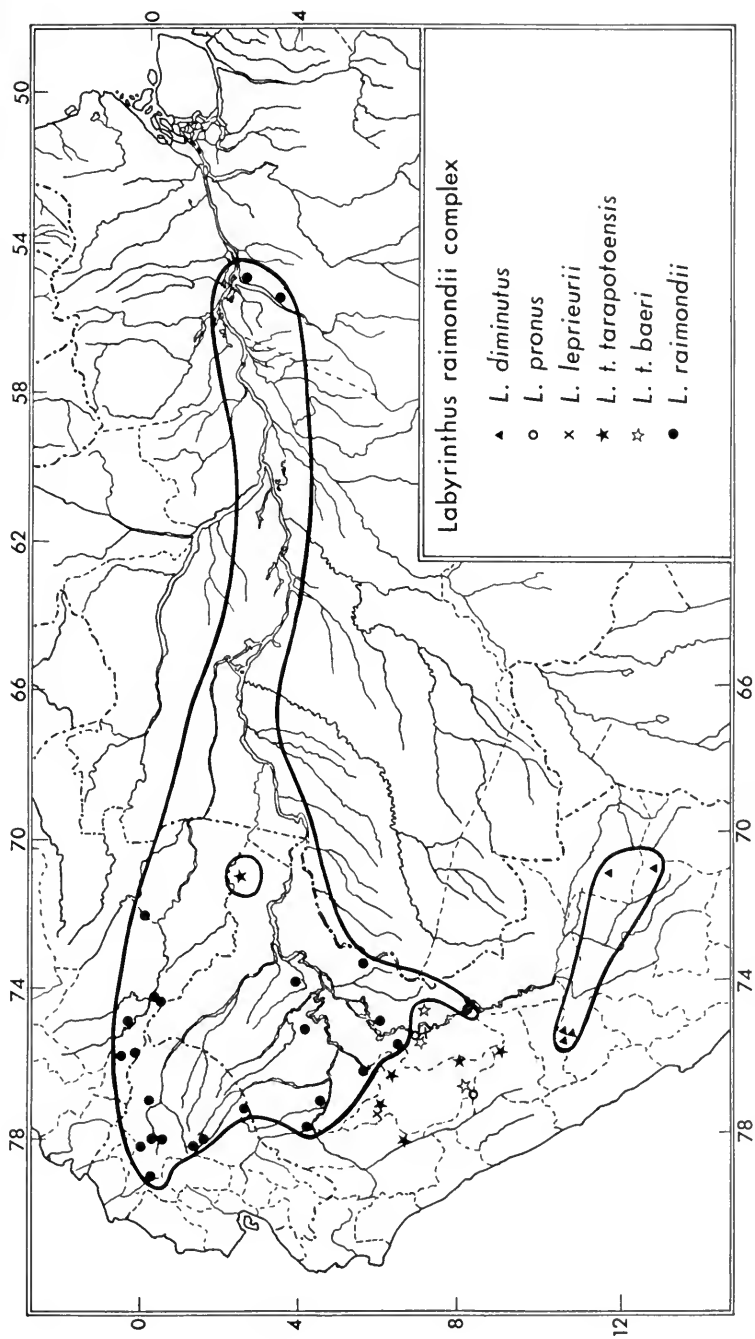 50
54
58
62
66
70
74
78
0
4
0
4
8
12
66
70
74
78
Labyrinthus raimondii complex
L. diminutus
L. pronus
L. leprieurii
L. t. tarapotoensis
L. t. baeri
L. raimondii